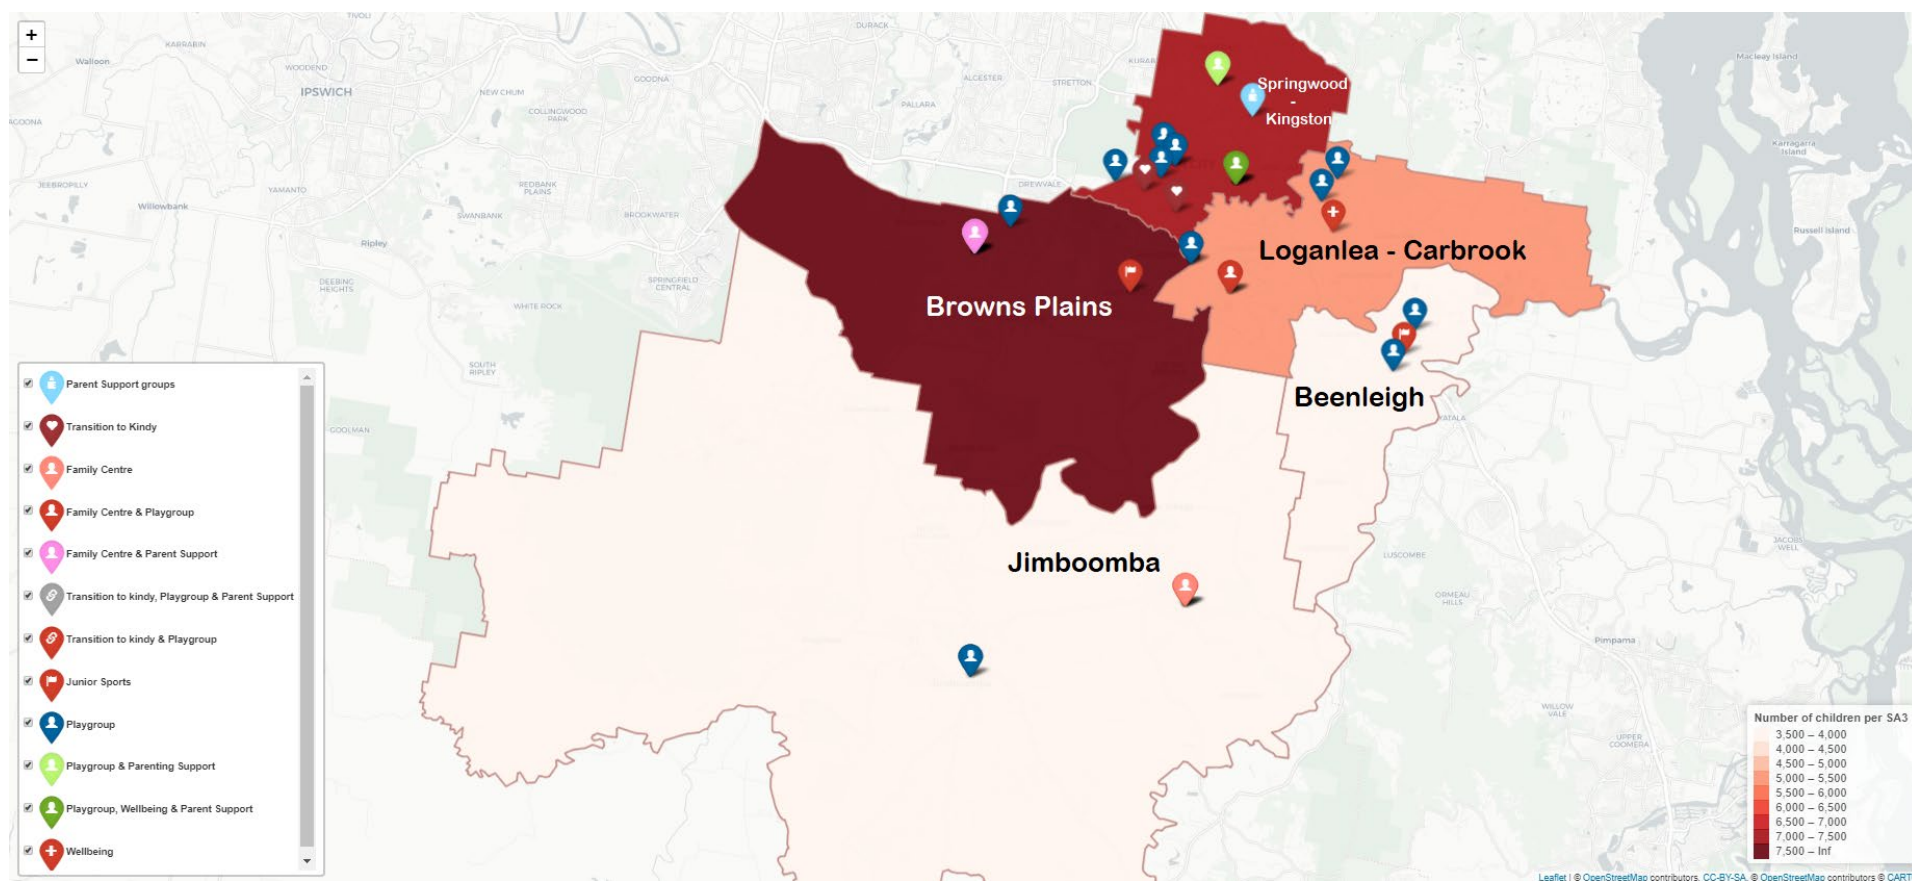 +
−
TIVOLI
DURACK
KARRABIN
Walloon
WOODEND
GOODNA
ALGESTER
STRETTON
Macleay Island
IPSWICH
NEW CHUM
COLLINGWOOD
PARK
PALLARA
Springwood
-
Kingston
Karragarra
Island
JEEBROPILLY
YAMANTO
REDBANK
PLAINS
DREWVALE
Willowbank
SWANBANK
BROOKWATER
Russell Island
Ripley
Loganlea - Carbrook
DEEBING
HEIGHTS
SPRINGFIELD
CENTRAL
WHITE ROCK
Browns Plains
SOUTH
RIPLEY
Beenleigh
LUSCOMBE
JACOBS
WELL
Jimboomba
ORMEAU
HILLS
Pimpama
WILLOW
VALE
UPPER
COOMERA
Parent Support groups
Transition to Kindy
Family Centre
Family Centre & Playgroup
Family Centre & Parent Support
Transition to kindy, Playgroup & Parent Support
Transition to kindy & Playgroup
Junior Sports
Playgroup
Playgroup & Parenting Support
Playgroup, Wellbeing & Parent Support
Wellbeing
Number of children per SA3
3,500 – 4,000
4,000 – 4,500
4,500 – 5,000
5,000 – 5,500
5,500 – 6,000
6,000 – 6,500
6,500 – 7,000
7,000 – 7,500
7,500 – Inf
Leaflet | © OpenStreetMap contributors, CC-BY-SA, © OpenStreetMap contributors © CART